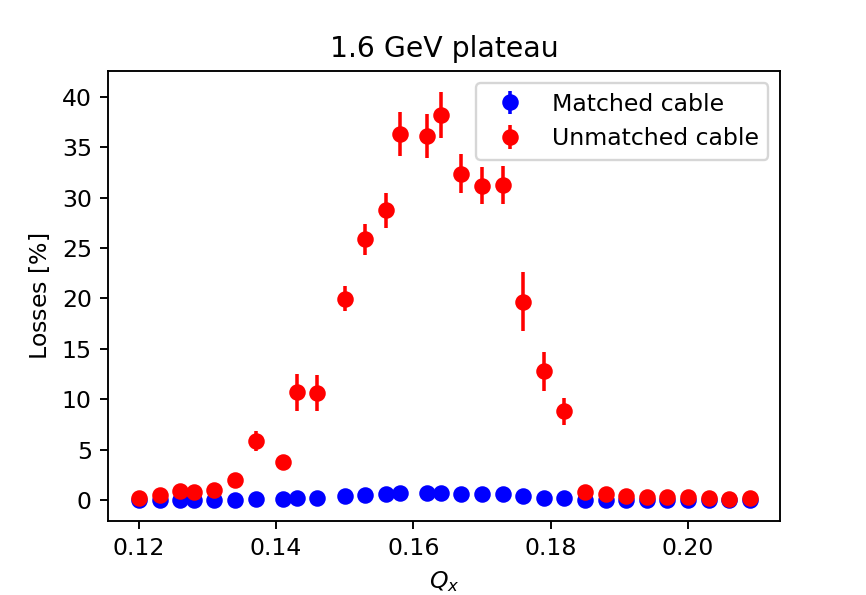 1.6 GeV plateau
Matched cable
Unmatched cable
Losses [%]
40
35
30
25
20
15
10
5
0
0.12 0.14 0.16 0.18 0.20
Qₓ